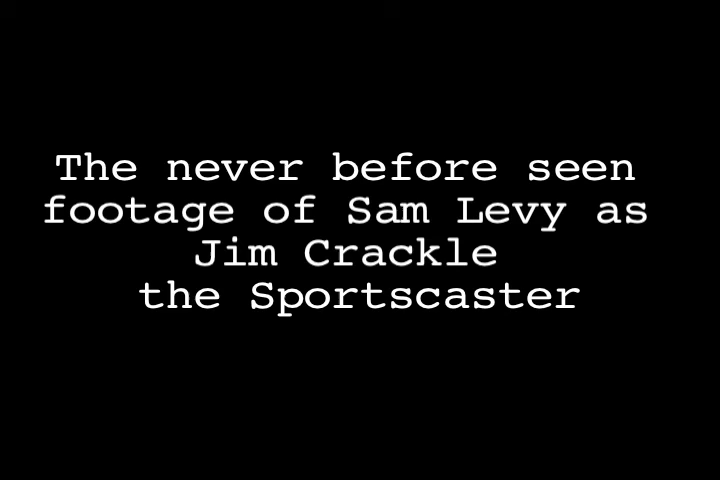 The never before seen
footage of Sam Levy as
Jim Crackle
the Sportscaster